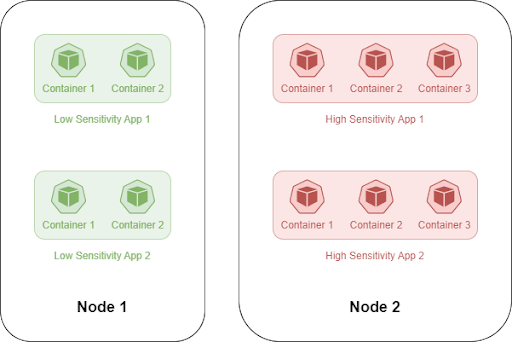 Container 1
Container 2
Low Sensitivity App 1
Container 1
Container 2
Low Sensitivity App 2
Node 1
Container 1
Container 2
Container 3
High Sensitivity App 1
Container 1
Container 2
Container 3
High Sensitivity App 2
Node 2